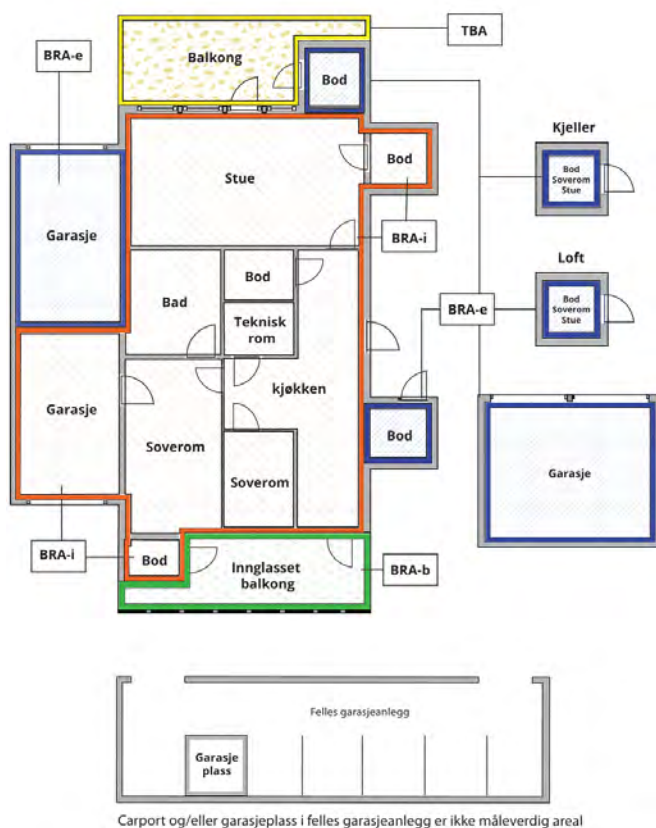 TBA
BRA-e
Balkong
Bod
Kjeller
Bod
Soverom
Stue
Stue
Bod
Garasje
BRA-i
Loft
Bod
Bod
Soverom
Stue
Bad
BRA-e
Teknisk
rom
Garasje
kjøkken
Bod
Soverom
Garasje
Soverom
BRA-i
Bod
Innglasset
balkong
BRA-b
Felles garasjeanlegg
Garasje
plass
Carport og/eller garasjeplass i felles garasjeanlegg er ikke måleverdig areal